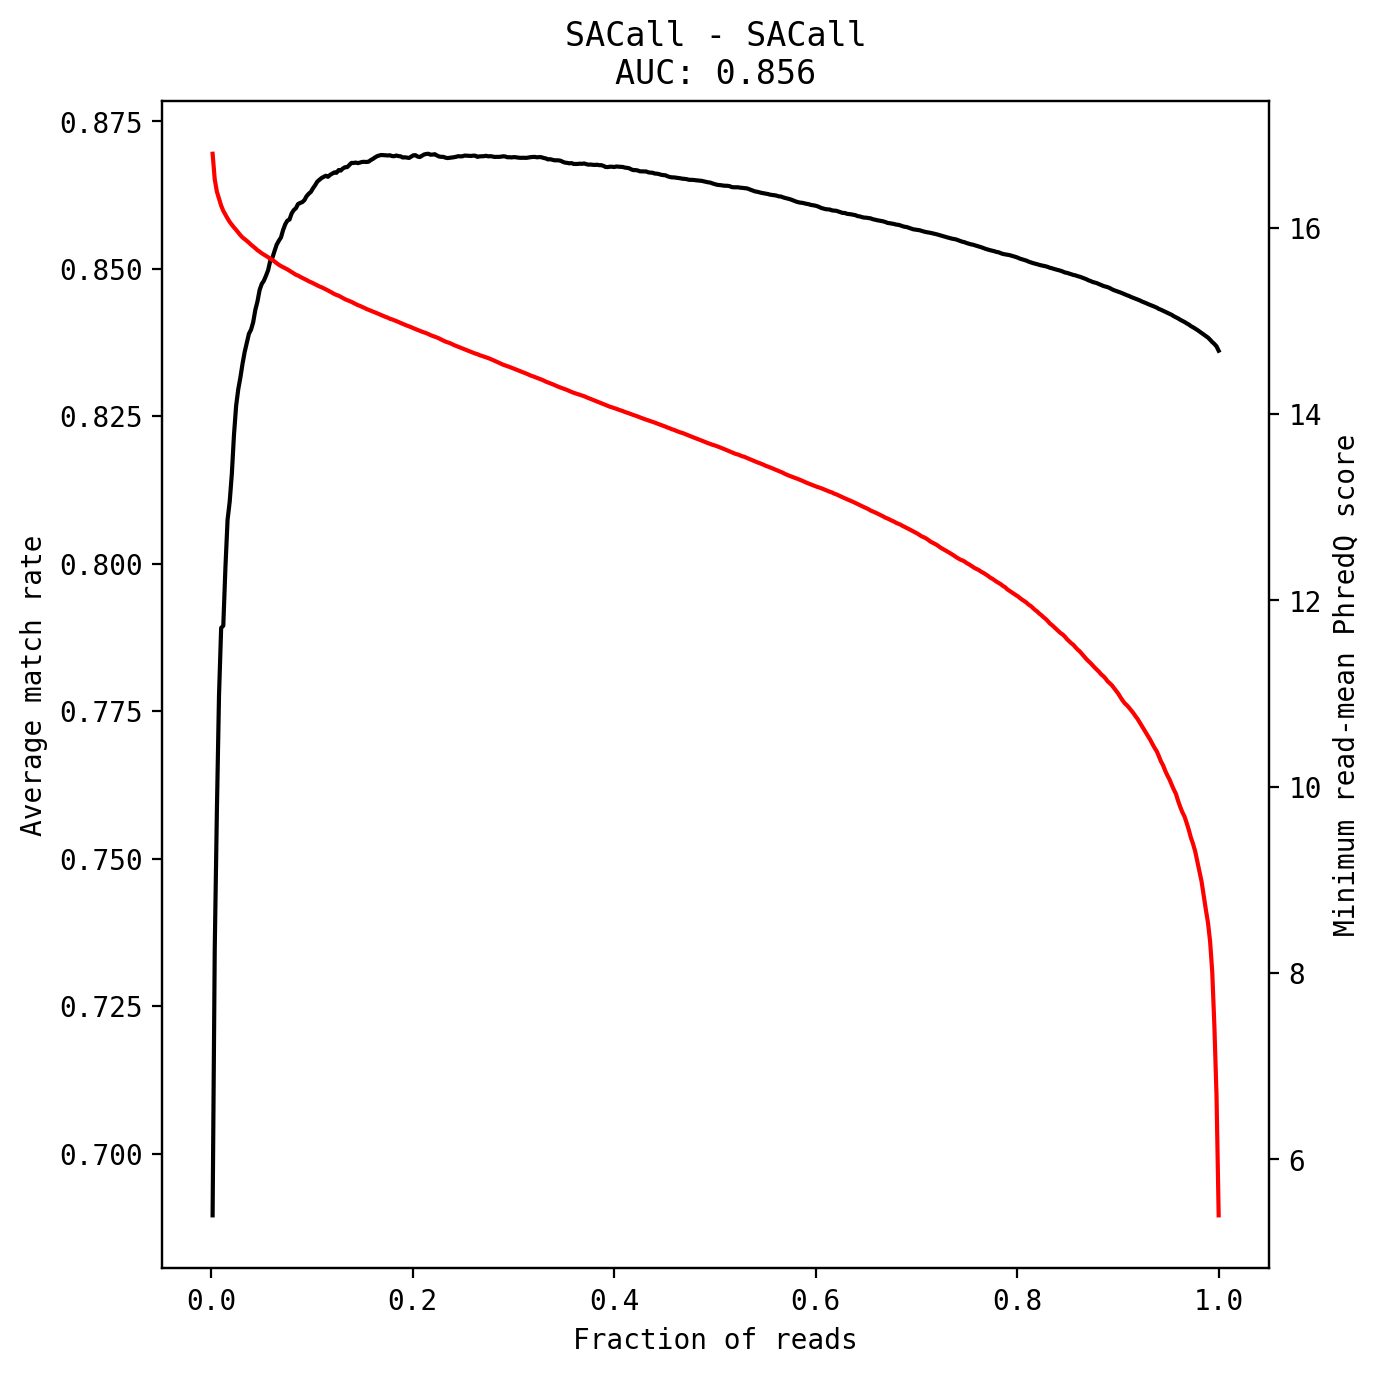 SACall - SACall
AUC: 0.856
0.875
0.850
0.825
0.800
0.775
0.750
0.725
0.700
Average match rate
16
14
12
10
8
6
Minimum read-mean PhredQ score
0.0 0.2 0.4 0.6 0.8 1.0
Fraction of reads